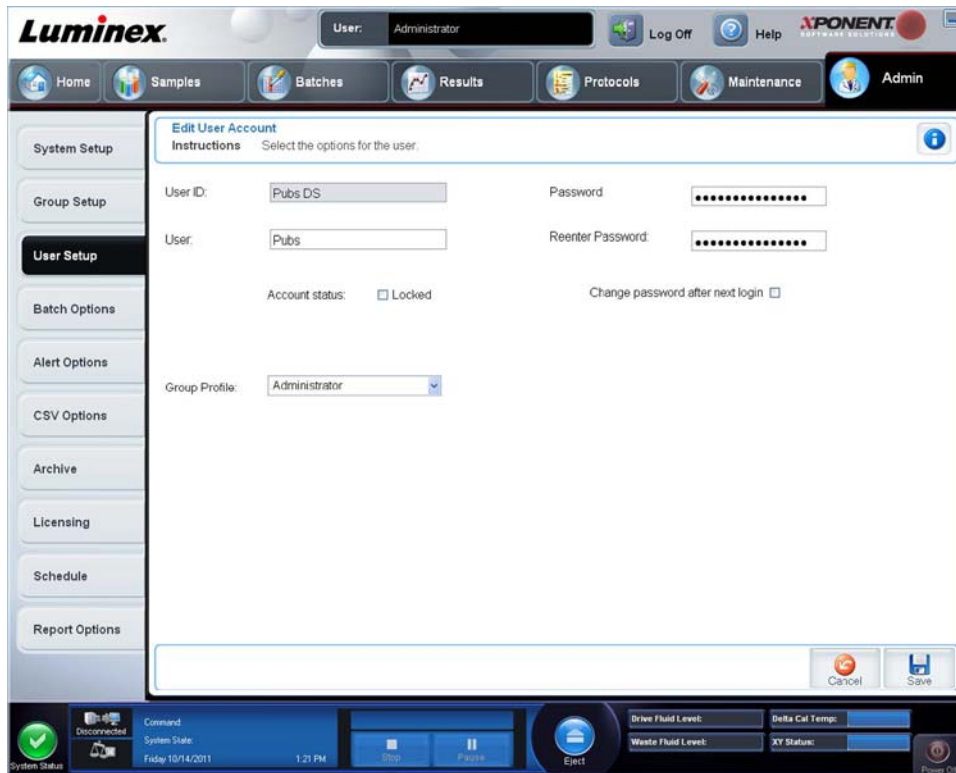 Luminex.
User: Administrator
Log Off
Help
XPONENT.
SOFTWARE SOLUTIONS
Home
Samples
Batches
Results
Protocols
Maintenance
Admin
System Setup
Group Setup
User Setup
Batch Options
Alert Options
CSV Options
Archive
Licensing
Schedule
Report Options
Edit User Account
Instructions Select the options for the user.
User ID: Pubs DS
Password ●●●●●●●●●●●●●●●
User: Pubs
Reenter Password: ●●●●●●●●●●●●●●●
Account status: Locked
Change password after next login
Group Profile: Administrator
Cancel
Save
System Status
Disconnected
Command
System State:
Friday 10/14/2011 1:21 PM
Stop
Pause
Eject
Drive Fluid Level:
Waste Fluid Level:
Delta Cal Temp:
XY Status: